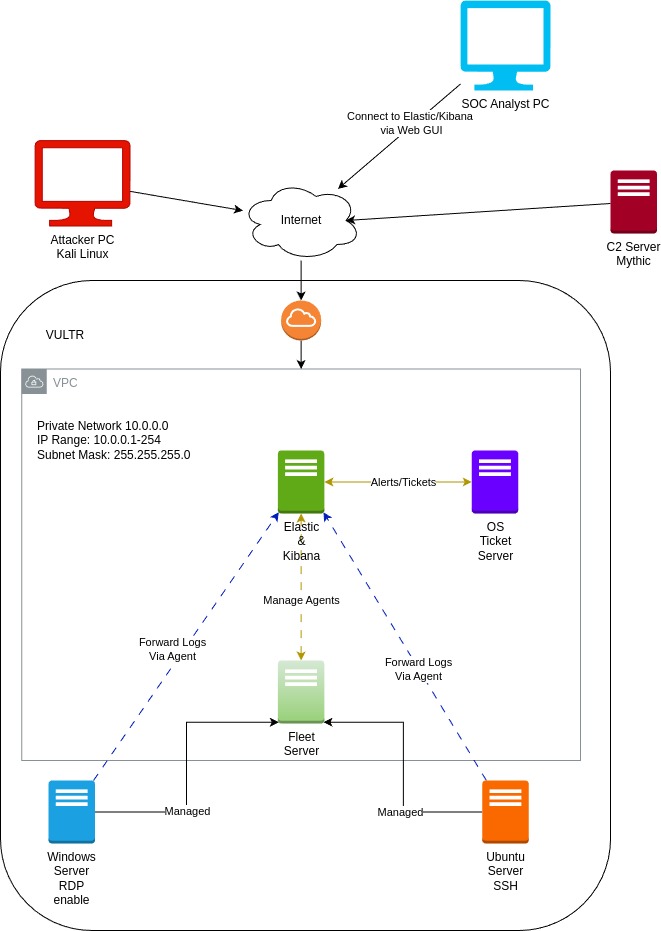 SOC Analyst PC
Connect to Elastic/Kibana
via Web GUI
Attacker PC
Kali Linux
Internet
C2 Server
Mythic
VULTR
VPC
Private Network 10.0.0.0
IP Range: 10.0.0.1-254
Subnet Mask: 255.255.255.0
Alerts/Tickets
Elastic
&
Kibana
OS
Ticket
Server
Manage Agents
Forward Logs
Via Agent
Forward Logs
Via Agent
Fleet
Server
Managed
Managed
Windows
Server
RDP
enable
Ubuntu
Server
SSH